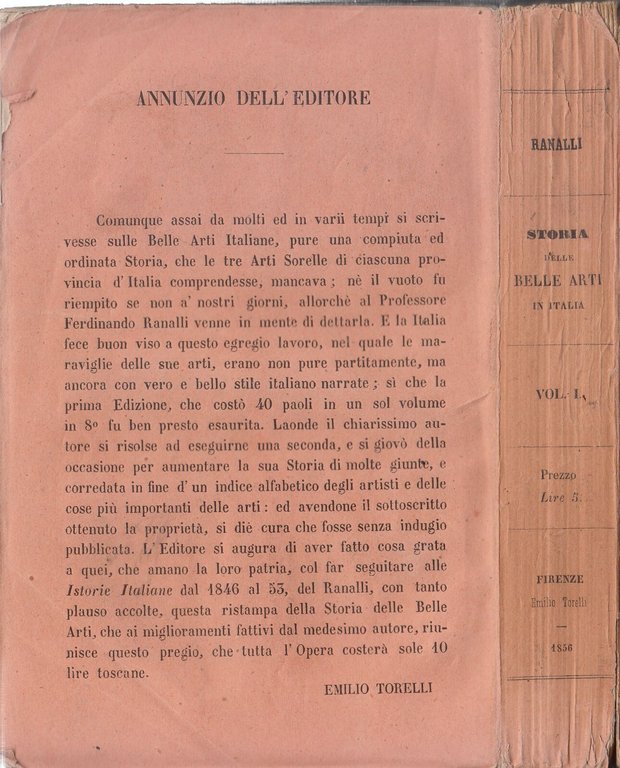 ANNUNZIO DELL'EDITORE
Comunque assai da molti ed in varii tempi si scri-
vesse sulle Belle Arti Italiane, pure una compiuta ed
ordinata Storia, che le tre Arti Sorelle di ciascuna pro-
vincia d'Italia comprendesse, mancava; nè il vuoto fu
riempito se non a' nostri giorni, allorchè al Professore
Ferdinando Ranalli venne in mente di dettarla. E la Italia
fece buon viso a questo egregio lavoro, nel quale le ma-
raviglie delle sue arti, erano non pure partitamente, ma
ancora con vero e bello stile italiano narrate; sì che la
prima Edizione, che costò 40 paoli in un sol volume
in 8º fu ben presto esaurita. Laonde il chiarissimo au-
tore si risolse ad eseguirne una seconda, e si giovò della
occasione per aumentare la sua Storia di molte giunte, e
corredata in fine d'un indice alfabetico degli artisti e delle
cose più importanti delle arti: ed avendone il sottoscritto
ottenuto la proprietà, si diè cura che fosse senza indugio
pubblicata. L'Editore si augura di aver fatto cosa grata
a quei, che amano la loro patria, col far seguitare alle
Istorie Italiane dal 1846 al 53, del Ranalli, con tanto
plauso accolte, questa ristampa della Storia delle Belle
Arti, che ai miglioramenti fattivi dal medesimo autore, riu-
nisce questo pregio, che tutta l'Opera costerà sole 10
lire toscane.
EMILIO TORELLI
RANALLI
STORIA
DELLE
BELLE ARTI
IN ITALIA
VOL. I.
Prezzo
Lire 5.
FIRENZE
Emilio Torelli
1856